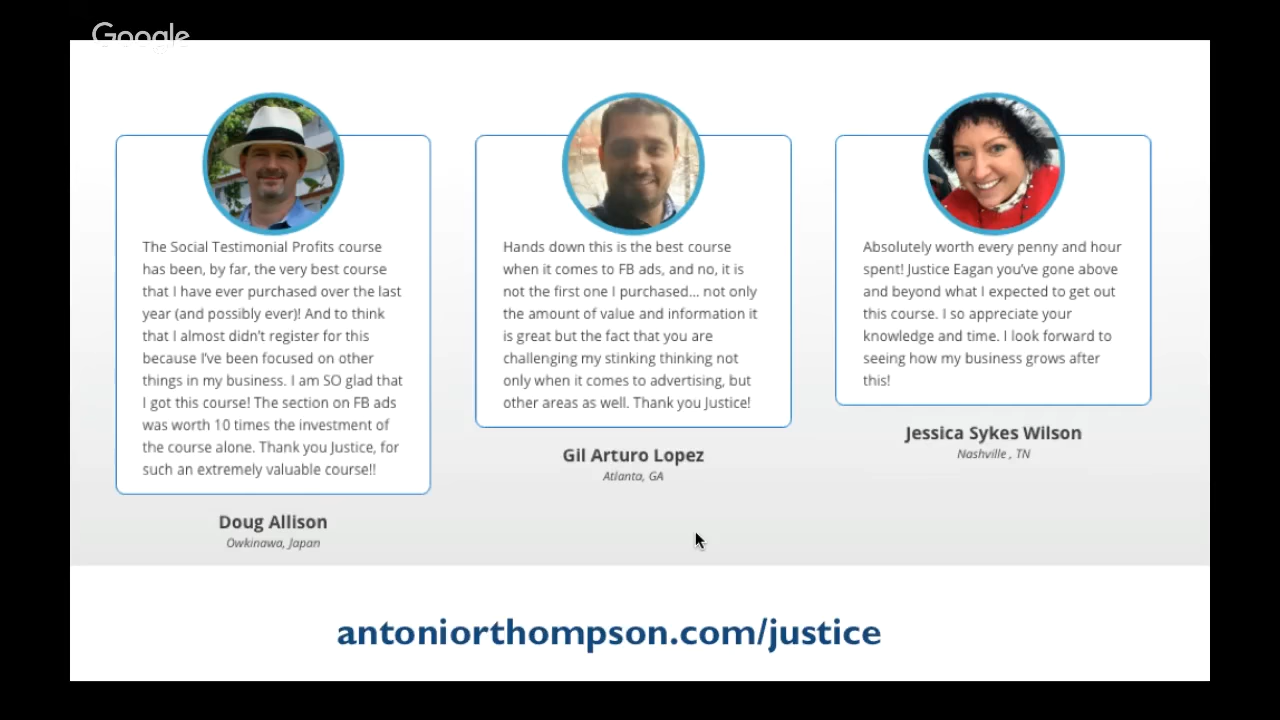 Google
The Social Testimonial Profits course
has been, by far, the very best course
that I have ever purchased over the last
year (and possibly ever)! And to think
that I almost didn't register for this
because I've been focused on other
things in my business. I am SO glad that
I got this course! The section on FB ads
was worth 10 times the investment of
the course alone. Thank you Justice, for
such an extremely valuable course!!
Doug Allison
Owkinawa, Japan
Hands down this is the best course
when it comes to FB ads, and no, it is
not the first one I purchased... not only
the amount of value and information it
is great but the fact that you are
challenging my stinking thinking not
only when it comes to advertising, but
other areas as well. Thank you Justice!
Gil Arturo Lopez
Atlanta, GA
Absolutely worth every penny and hour
spent! Justice Eagan you've gone above
and beyond what I expected to get out
this course. I so appreciate your
knowledge and time. I look forward to
seeing how my business grows after
this!
Jessica Sykes Wilson
Nashville , TN
antoniorthompson.com/justice